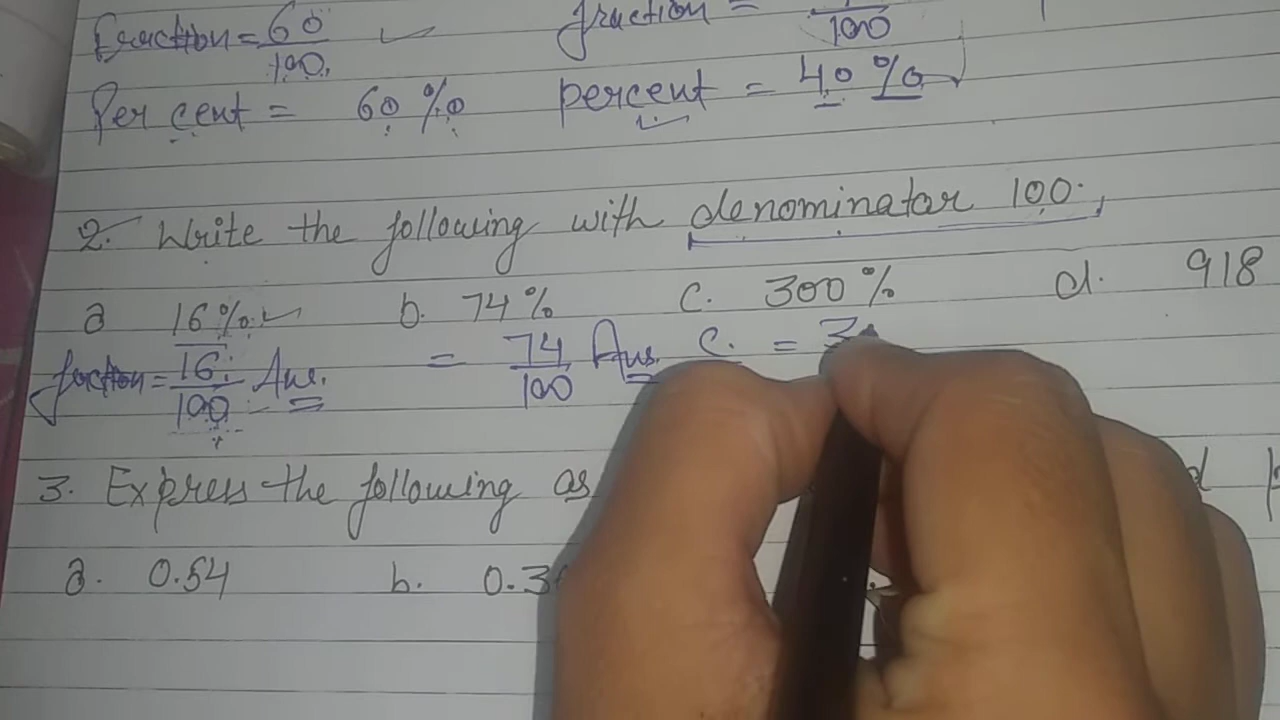 fraction = 60/100 fraction = /100
Per cent = 60 % percent = 40 %
2. Write the following with denominator 100.
a 16% b. 74% c. 300% d. 918
fraction = 16/100 Ans. = 74/100 Ans. c. = 3
3. Express the following as
a. 0.54 b. 0.3